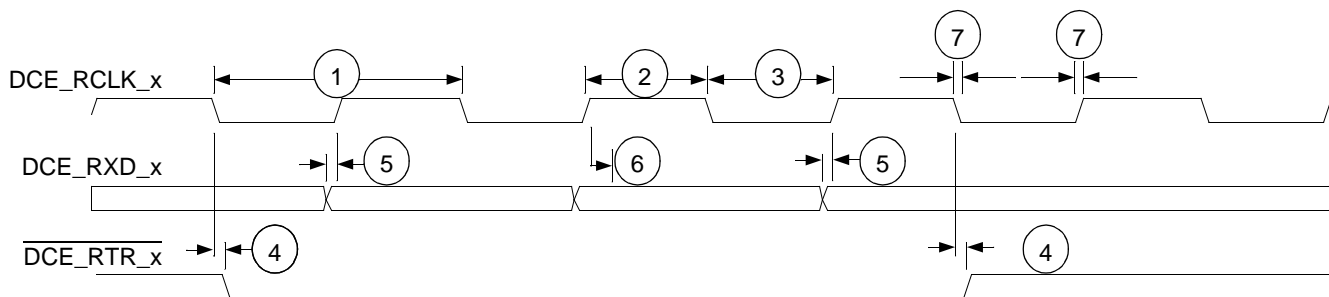 7 7
DCE_RCLK_x 1 2 3
DCE_RXD_x 5 6 5
DCE_RTR_x 4 4